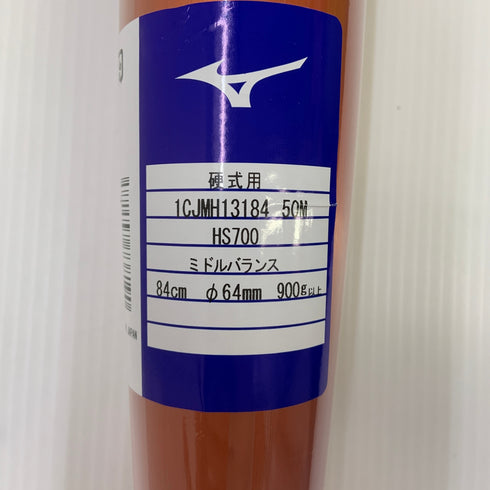 硬式用
1CJMH13184 50M
HS700
ミドルバランス
84cm φ64mm 900g以上
JAPAN